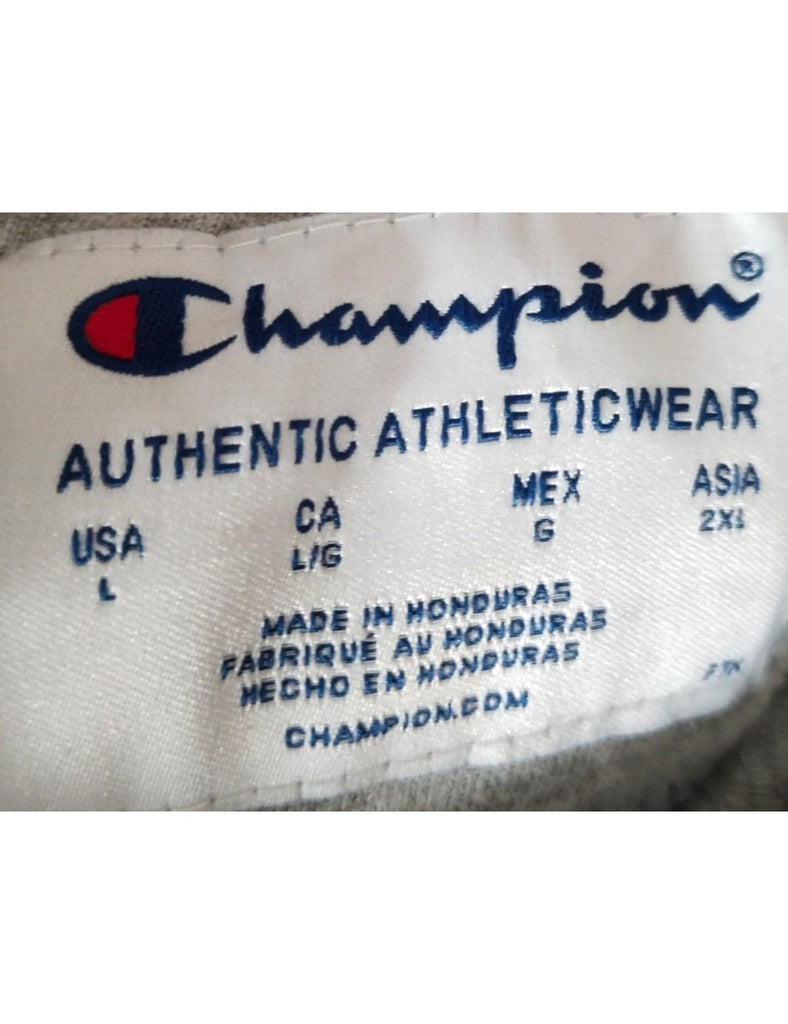 Champion®
AUTHENTIC ATHLETICWEAR
USA CA MEX ASIA
L L/G G 2XL
MADE IN HONDURAS
FABRIQUÉ AU HONDURAS
HECHO EN HONDURAS
CHAMPION.COM